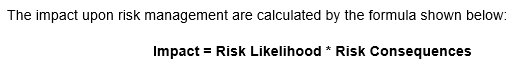 The impact upon risk management are calculated by the formula shown below:
Impact = Risk Likelihood * Risk Consequences